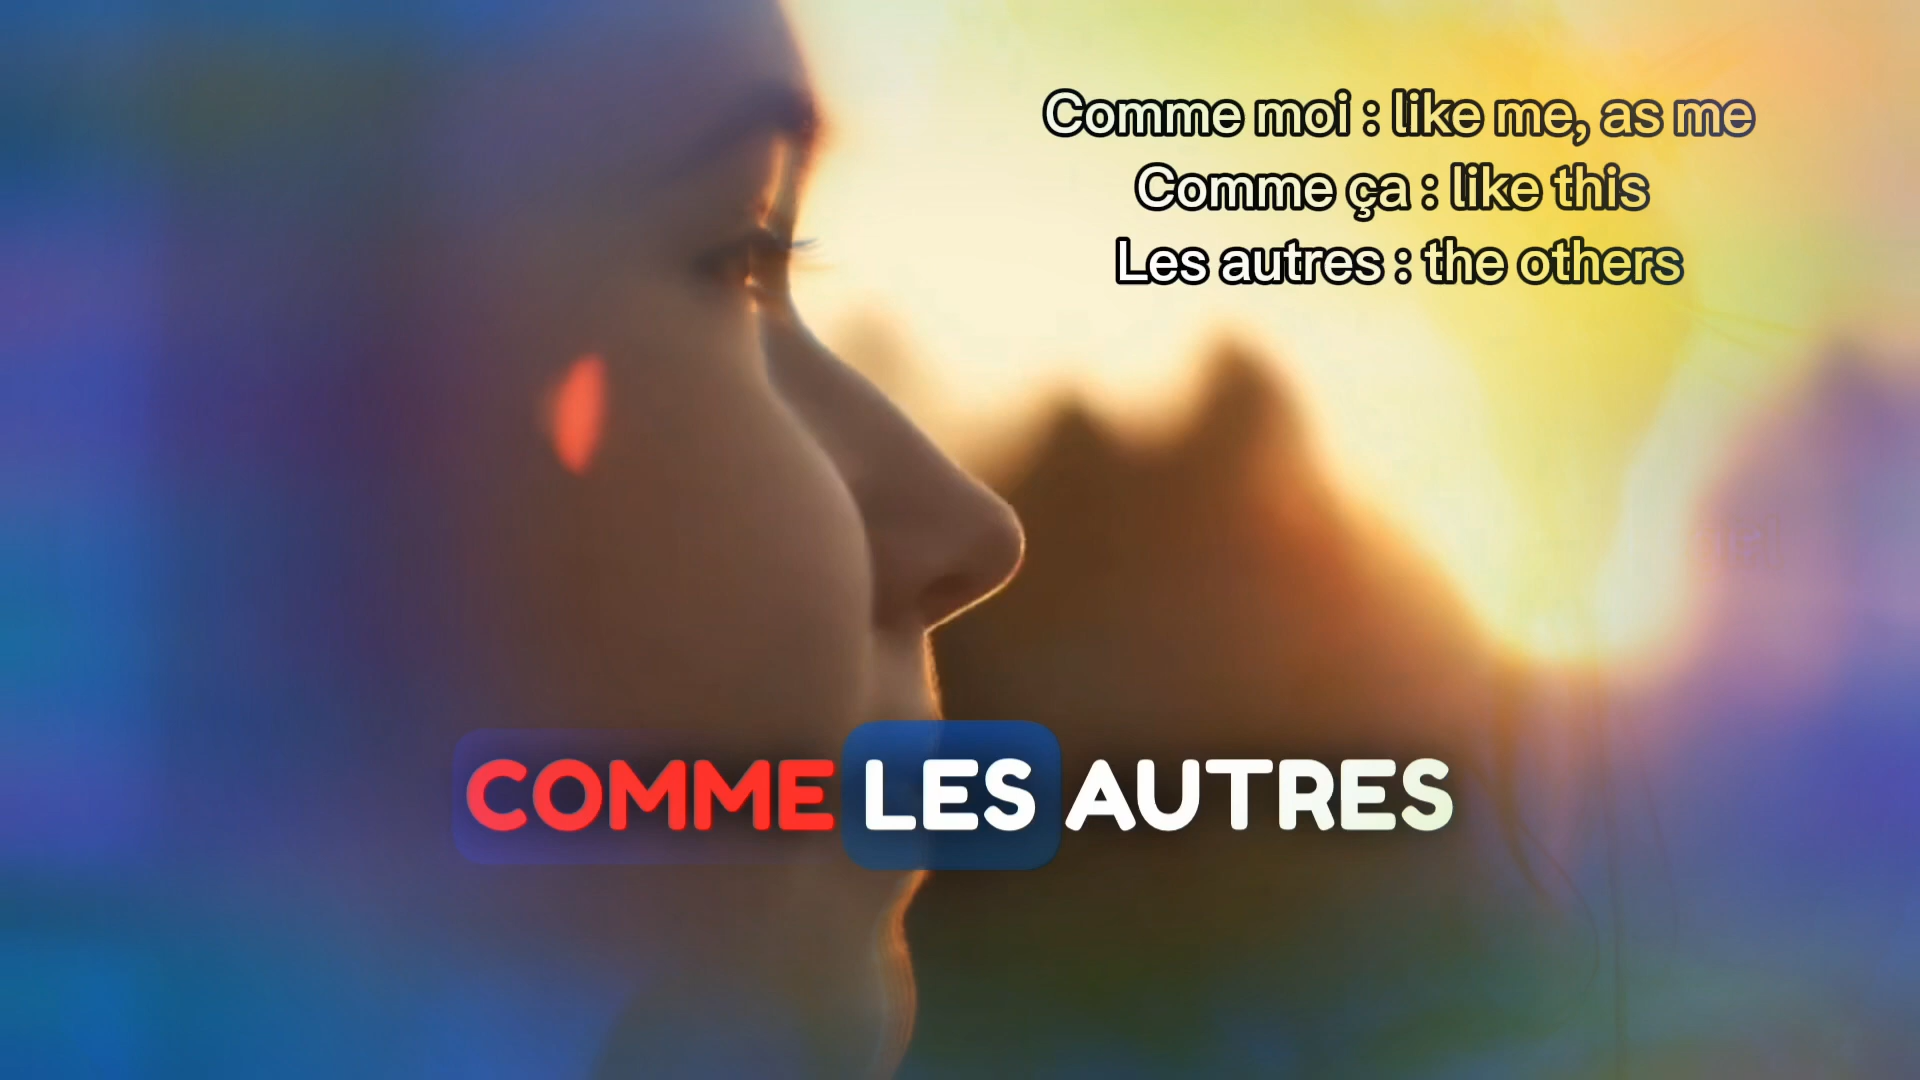 Comme moi : like me, as me
Comme ça : like this
Les autres : the others
COMME LES AUTRES